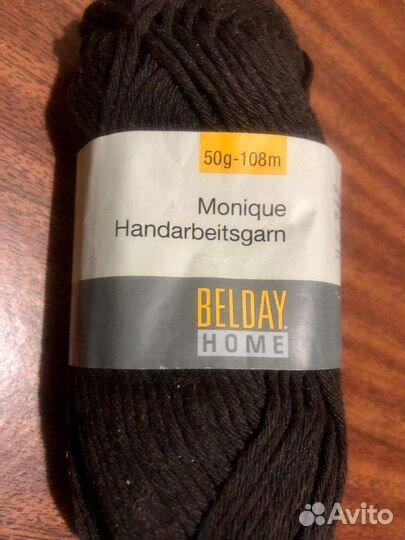 50g-108m
Monique
Handarbeitsgarn
BELDAY
HOME
Avito